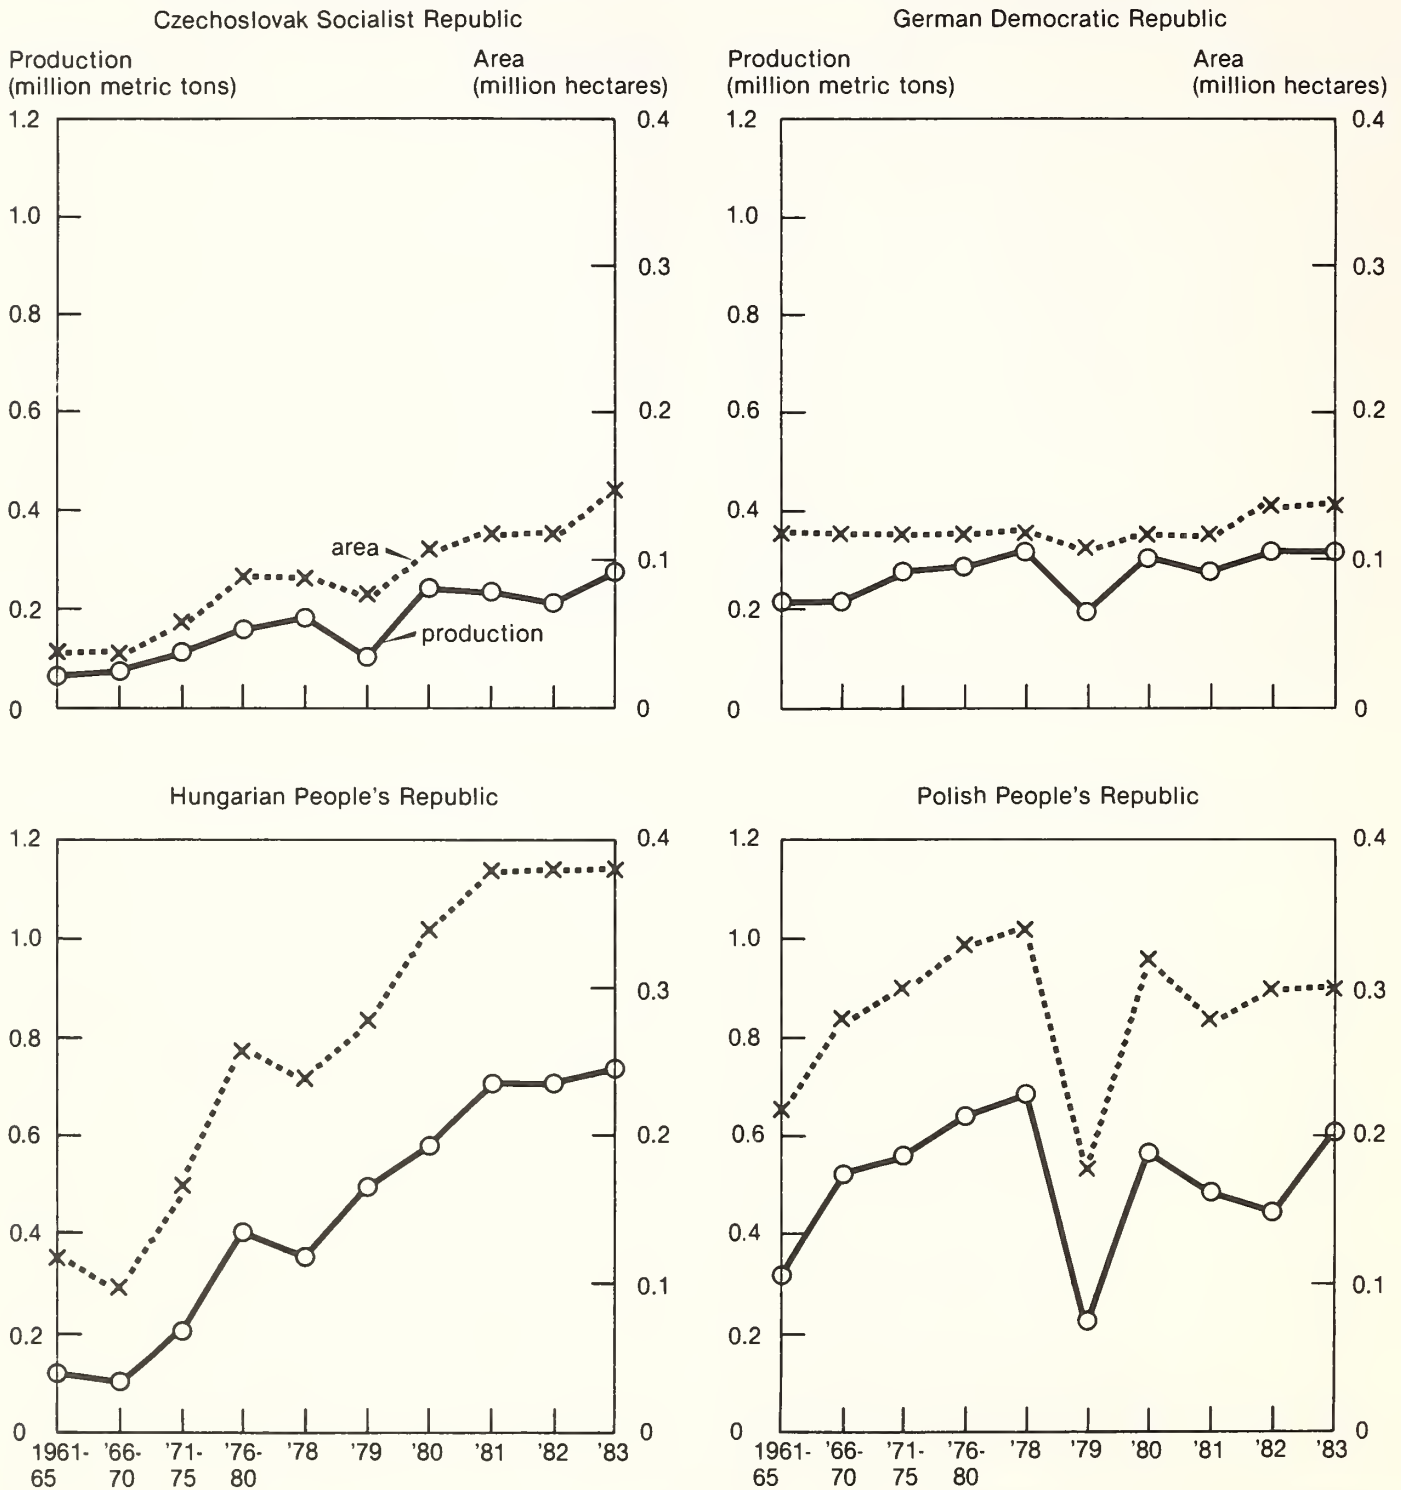 Czechoslovak Socialist Republic
Production
(million metric tons)
Area
(million hectares)
1.2
1.0
0.8
0.6
0.4
0.2
0
0.4
0.3
0.2
0.1
0
area
production
German Democratic Republic
Production
(million metric tons)
Area
(million hectares)
1.2
1.0
0.8
0.6
0.4
0.2
0
0.4
0.3
0.2
0.1
0
Hungarian People's Republic
1.2
1.0
0.8
0.6
0.4
0.2
0
0.4
0.3
0.2
0.1
0
1961- '66- '71- '76- '78 '79 '80 '81 '82 '83
65 70 75 80
Polish People's Republic
1.2
1.0
0.8
0.6
0.4
0.2
0
0.4
0.3
0.2
0.1
0
1961- '66- '71- '76- '78 '79 '80 '81 '82 '83
65 70 75 80